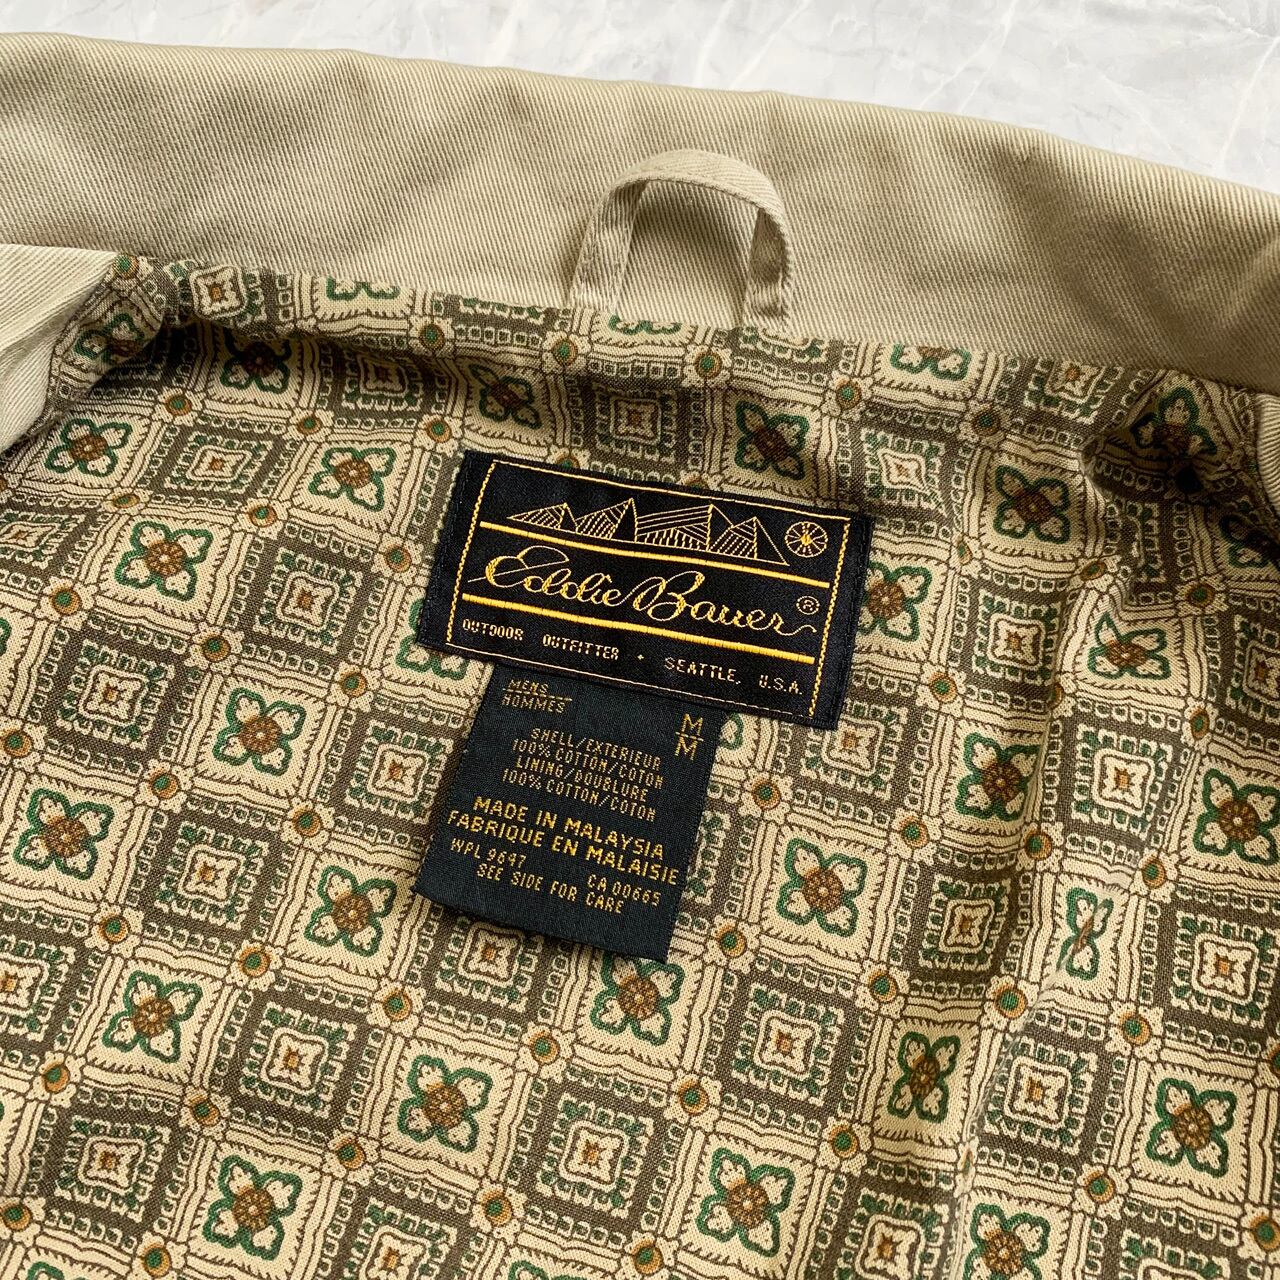 Eddie Bauer®
OUTDOOR OUTFITTER • SEATTLE, U.S.A.
MENS M
HOMMES M
SHELL/EXTERIEUR
100% COTTON/COTON
LINING/DOUBLURE
100% COTTON/COTON
MADE IN MALAYSIA
FABRIQUE EN MALAISIE
WPL 9647 CA 00665
SEE SIDE FOR CARE